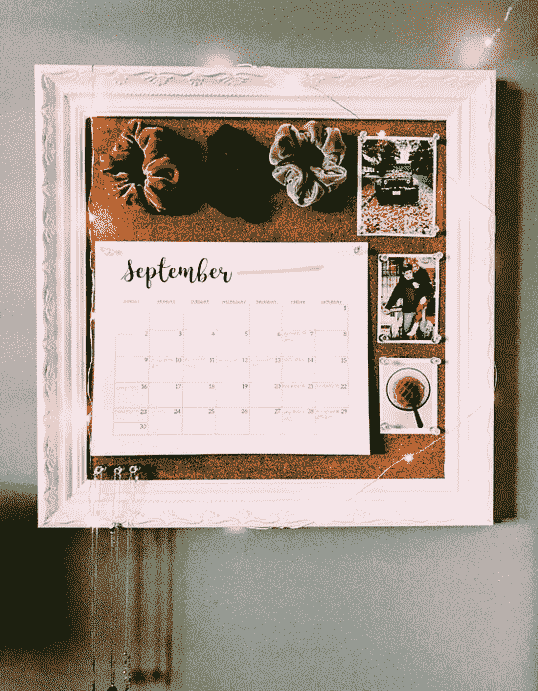 September
SUNDAY MONDAY TUESDAY WEDNESDAY THURSDAY FRIDAY SATURDAY
1
2 3 4 5 6 7 8
9 10 11 12 13 14 15
16 17 18 19 20 21 22
23 24 25 26 27 28 29
30